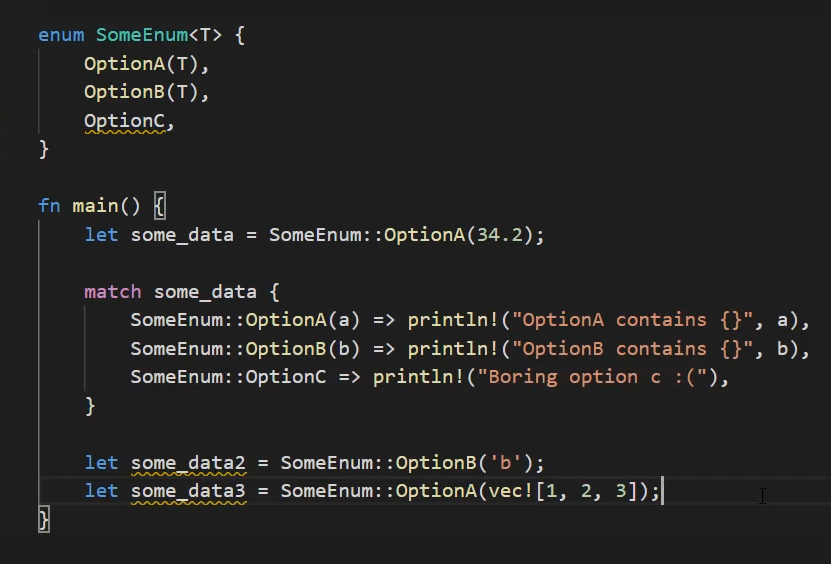 enum SomeEnum<T> {
    OptionA(T),
    OptionB(T),
    OptionC,
}

fn main() {
    let some_data = SomeEnum::OptionA(34.2);

    match some_data {
        SomeEnum::OptionA(a) => println!("OptionA contains {}", a),
        SomeEnum::OptionB(b) => println!("OptionB contains {}", b),
        SomeEnum::OptionC => println!("Boring option c :("),
    }

    let some_data2 = SomeEnum::OptionB('b');
    let some_data3 = SomeEnum::OptionA(vec![1, 2, 3]);
}